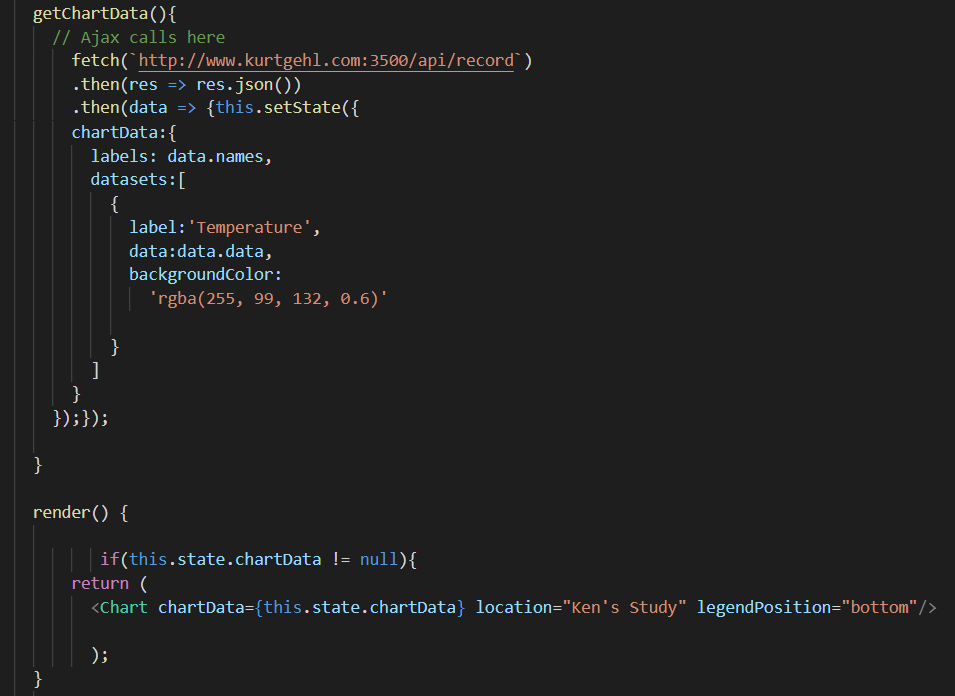 getChartData(){
// Ajax calls here
fetch(`http://www.kurtgehl.com:3500/api/record`)
.then(res => res.json())
.then(data => {this.setState({
chartData:{
labels: data.names,
datasets:[
{
label:'Temperature',
data:data.data,
backgroundColor:
'rgba(255, 99, 132, 0.6)'
}
]
}
});});
}
render() {
if(this.state.chartData != null){
return (
<Chart chartData={this.state.chartData} location="Ken's Study" legendPosition="bottom"/>
);
}